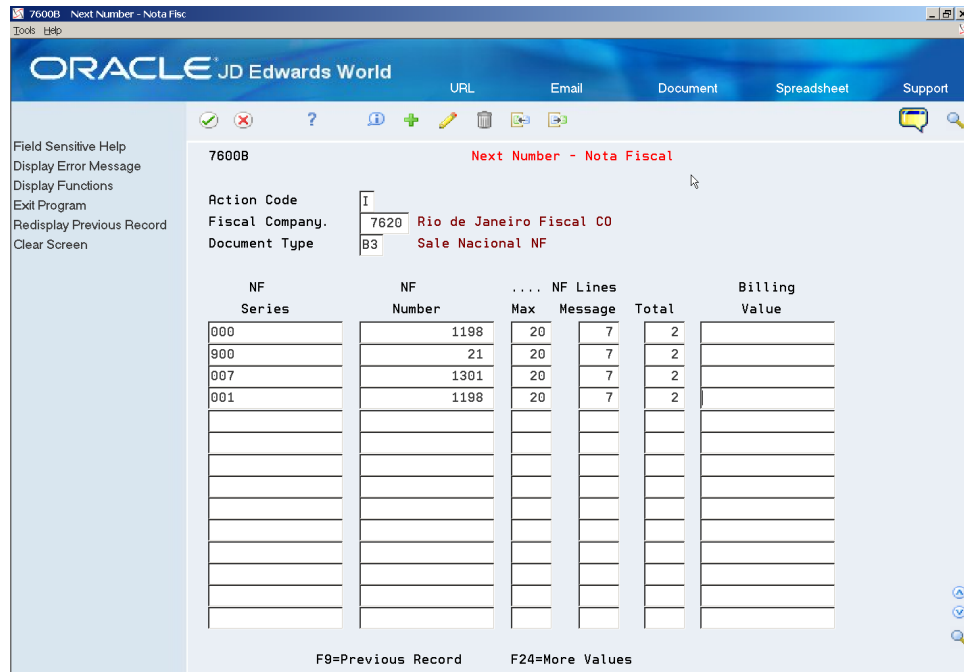 7600B Next Number - Nota Fisc
Tools Help
ORACLE JD Edwards World
URL Email Document Spreadsheet Support
Field Sensitive Help
Display Error Message
Display Functions
Exit Program
Redisplay Previous Record
Clear Screen
7600B Next Number - Nota Fiscal
Action Code I
Fiscal Company. 7620 Rio de Janeiro Fiscal CO
Document Type B3 Sale Nacional NF
NF NF .... NF Lines Billing
Series Number Max Message Total Value
000 1198 20 7 2
900 21 20 7 2
007 1301 20 7 2
001 1198 20 7 2
F9=Previous Record F24=More Values